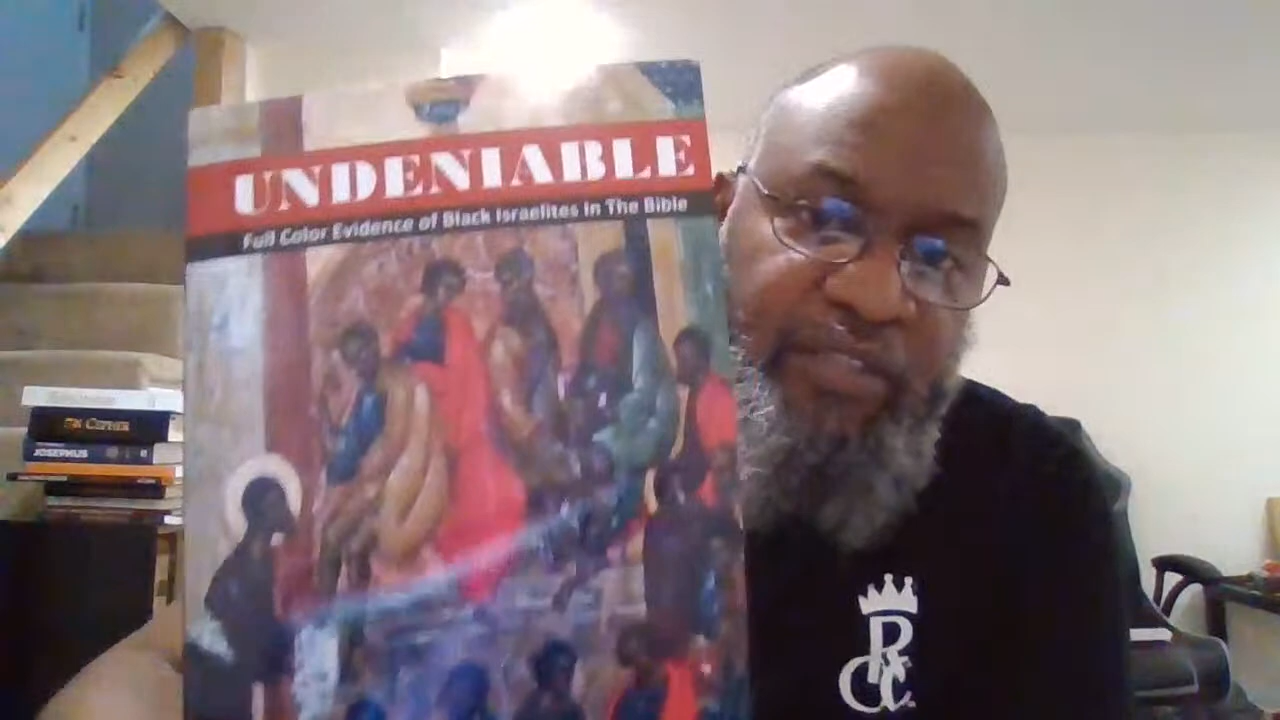 UNDENIABLE
Full Color Evidence of Black Israelites In The Bible
JOSEPHUS